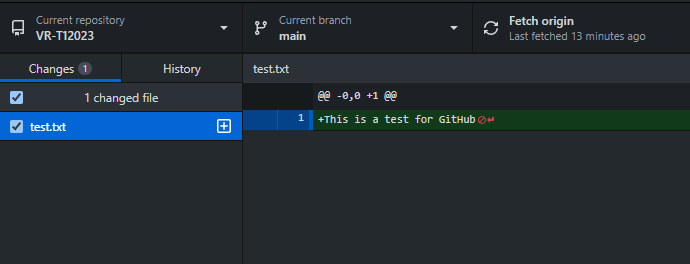 Current repository
VR-T12023
Current branch
main
Fetch origin
Last fetched 13 minutes ago
Changes 1
History
1 changed file
test.txt
test.txt
@@ -0,0 +1 @@
1 +This is a test for GitHub